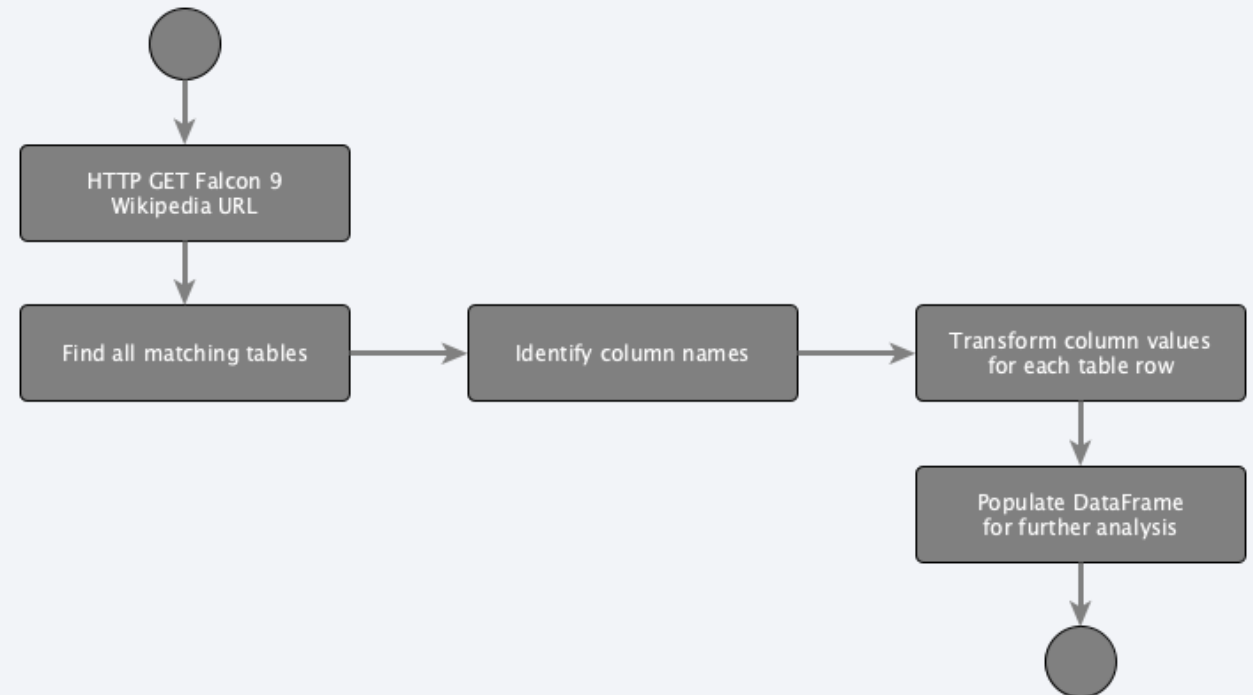 HTTP GET Falcon 9
Wikipedia URL
Find all matching tables
Identify column names
Transform column values
for each table row
Populate DataFrame
for further analysis